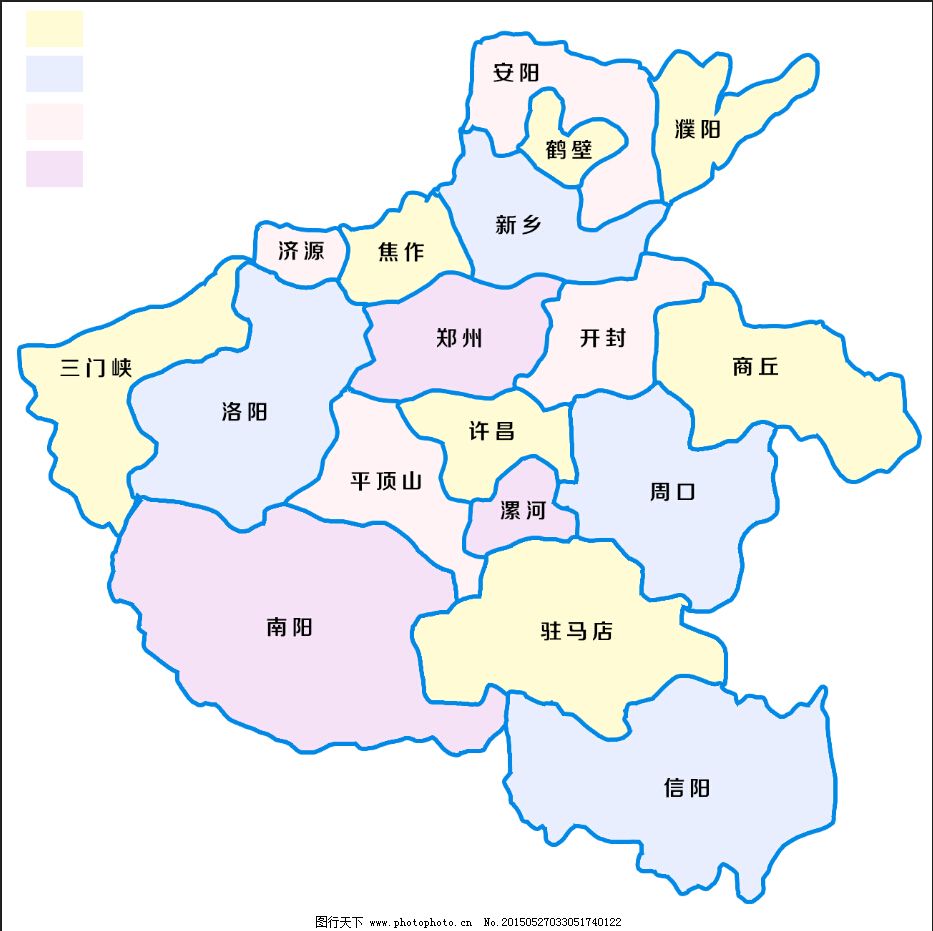 安阳
濮阳
鹤壁
新乡
济源
焦作
郑州
开封
三门峡
商丘
洛阳
许昌
平顶山
周口
漯河
南阳
驻马店
信阳
图行天下 www.photophoto.cn No.20150527033051740122